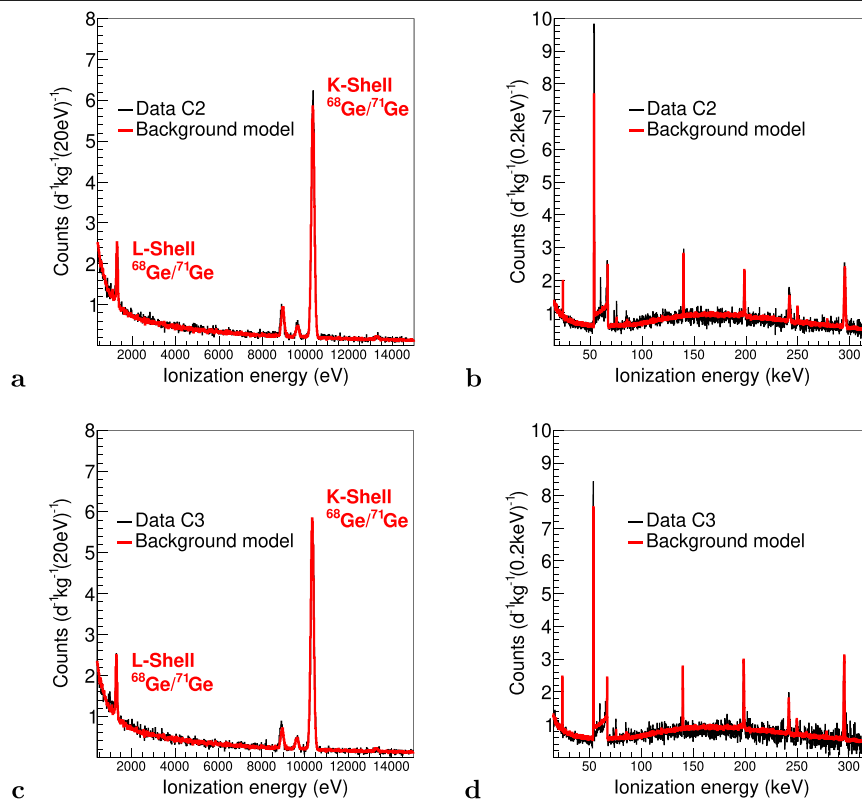 8
7
6
5
4
3
2
1
Counts (d⁻¹kg⁻¹(20eV)⁻¹)
K-Shell
⁶⁸Ge/⁷¹Ge
Data C2
Background model
L-Shell
⁶⁸Ge/⁷¹Ge
2000 4000 6000 8000 10000 12000 14000
Ionization energy (eV)
a
10
9
8
7
6
5
4
3
2
1
Counts (d⁻¹kg⁻¹(0.2keV)⁻¹)
Data C2
Background model
50 100 150 200 250 300
Ionization energy (keV)
b
8
7
6
5
4
3
2
1
Counts (d⁻¹kg⁻¹(20eV)⁻¹)
K-Shell
⁶⁸Ge/⁷¹Ge
Data C3
Background model
L-Shell
⁶⁸Ge/⁷¹Ge
2000 4000 6000 8000 10000 12000 14000
Ionization energy (eV)
c
10
9
8
7
6
5
4
3
2
1
Counts (d⁻¹kg⁻¹(0.2keV)⁻¹)
Data C3
Background model
50 100 150 200 250 300
Ionization energy (keV)
d